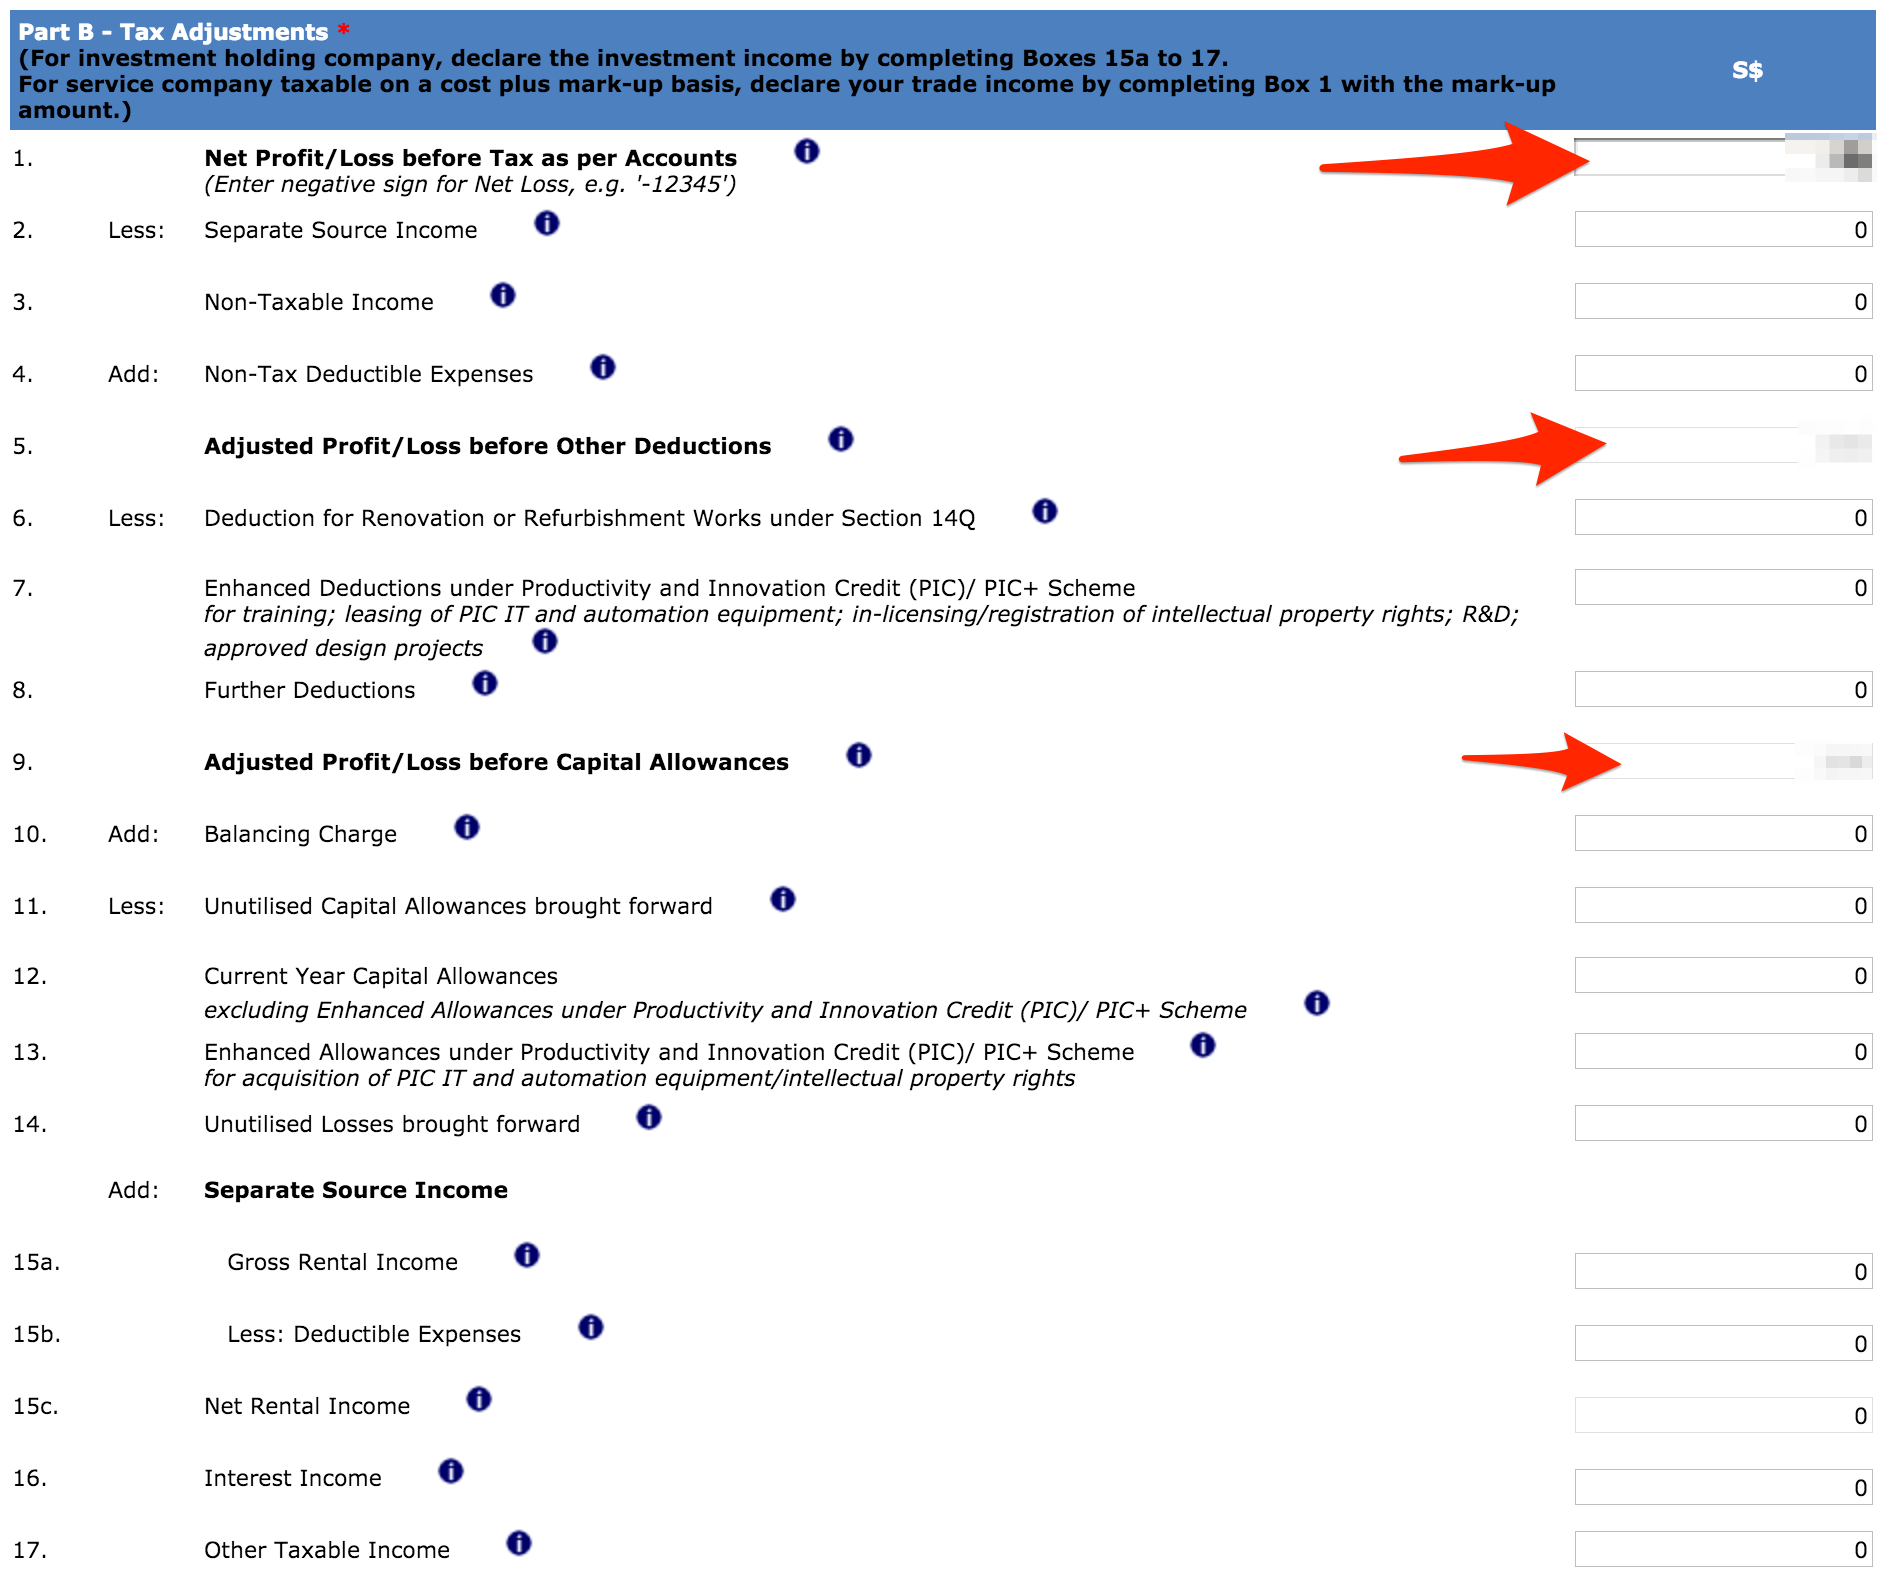 Part B - Tax Adjustments *
(For investment holding company, declare the investment income by completing Boxes 15a to 17.
For service company taxable on a cost plus mark-up basis, declare your trade income by completing Box 1 with the mark-up
amount.)
S$
1. Net Profit/Loss before Tax as per Accounts
(Enter negative sign for Net Loss, e.g. '-12345')
2. Less: Separate Source Income 0
3. Non-Taxable Income 0
4. Add: Non-Tax Deductible Expenses 0
5. Adjusted Profit/Loss before Other Deductions
6. Less: Deduction for Renovation or Refurbishment Works under Section 14Q 0
7. Enhanced Deductions under Productivity and Innovation Credit (PIC)/ PIC+ Scheme 0
for training; leasing of PIC IT and automation equipment; in-licensing/registration of intellectual property rights; R&D;
approved design projects
8. Further Deductions 0
9. Adjusted Profit/Loss before Capital Allowances
10. Add: Balancing Charge 0
11. Less: Unutilised Capital Allowances brought forward 0
12. Current Year Capital Allowances 0
excluding Enhanced Allowances under Productivity and Innovation Credit (PIC)/ PIC+ Scheme
13. Enhanced Allowances under Productivity and Innovation Credit (PIC)/ PIC+ Scheme 0
for acquisition of PIC IT and automation equipment/intellectual property rights
14. Unutilised Losses brought forward 0
Add: Separate Source Income
15a. Gross Rental Income 0
15b. Less: Deductible Expenses 0
15c. Net Rental Income 0
16. Interest Income 0
17. Other Taxable Income 0